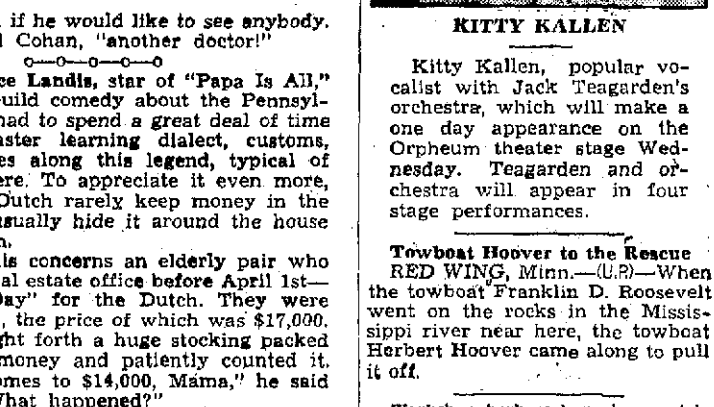 if he would like to see anybody.
Cohan, "another doctor!"
o—o—o—o—o
ce Landis, star of "Papa Is All,"
uild comedy about the Pennsyl-
had to spend a great deal of time
aster learning dialect, customs,
es along this legend, typical of
ere. To appreciate it even more,
Dutch rarely keep money in the
usually hide it around the house
is concerns an elderly pair who
al estate office before April 1st—
Day" for the Dutch. They were
, the price of which was $17,000.
ght forth a huge stocking packed
money and patiently counted it.
omes to $14,000, Mama," he said
What happened?"
KITTY KALLEN
Kitty Kallen, popular vo-
calist with Jack Teagarden's
orchestra, which will make a
one day appearance on the
Orpheum theater stage Wed-
nesday. Teagarden and or-
chestra will appear in four
stage performances.
Towboat Hoover to the Rescue
RED WING, Minn.—(U.P.)—When
the towboat Franklin D. Roosevelt
went on the rocks in the Missis-
sippi river near here, the towboat
Herbert Hoover came along to pull
it off.